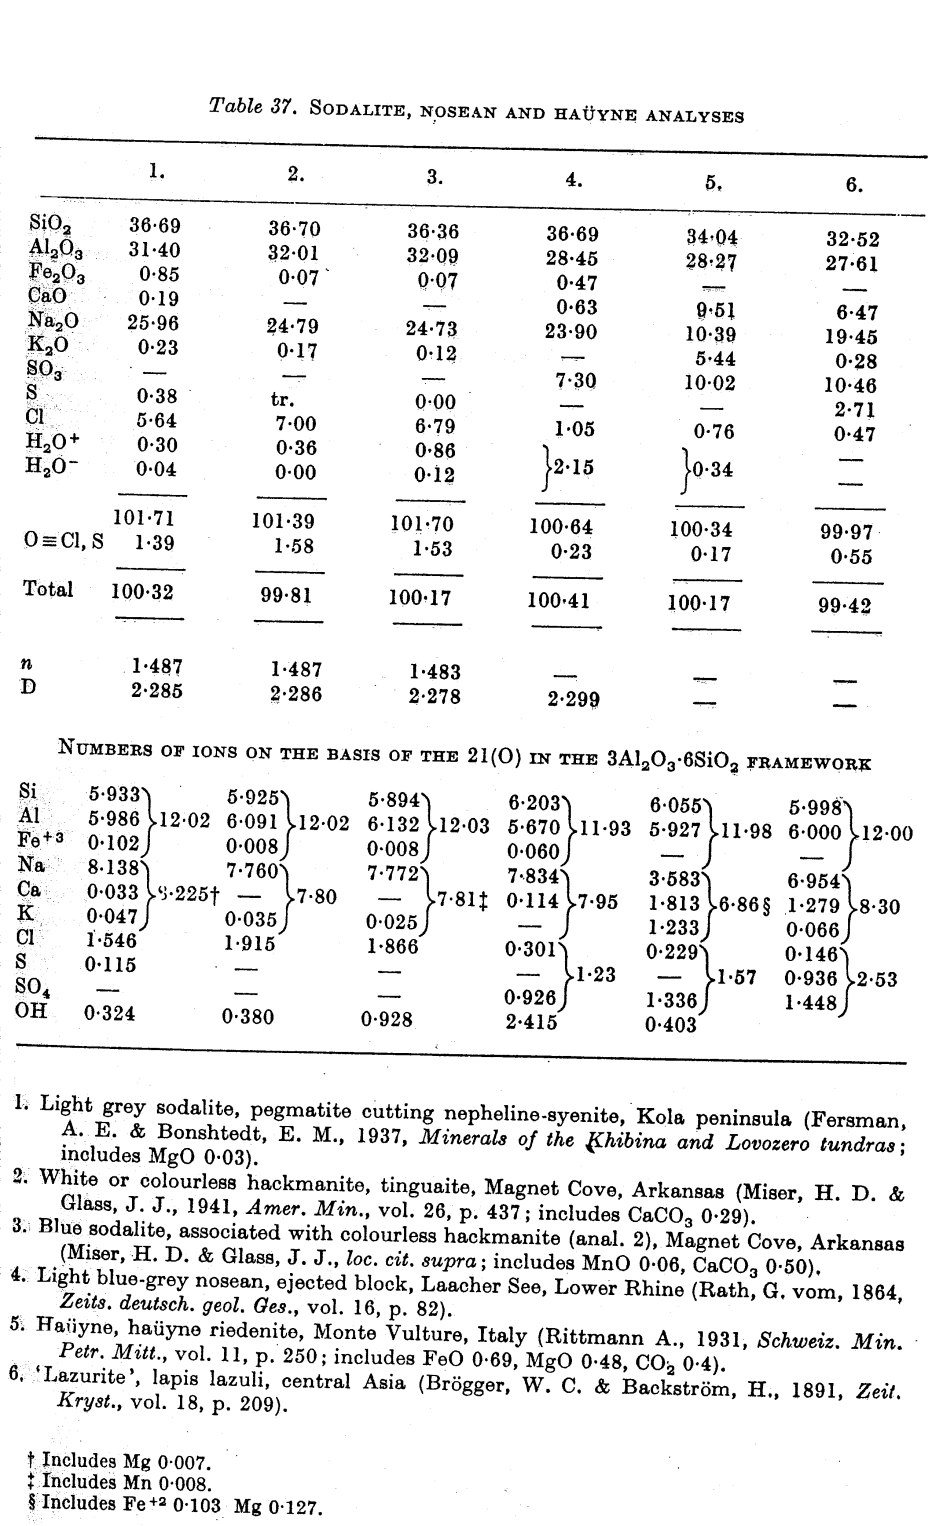 Table 37. SODALITE, NOSEAN AND HAÜYNE ANALYSES
1. 2. 3. 4. 5. 6.
SiO₂ 36·69 36·70 36·36 36·69 34·04 32·52
Al₂O₃ 31·40 32·01 32·09 28·45 28·27 27·61
Fe₂O₃ 0·85 0·07 0·07 0·47 — —
CaO 0·19 — — 0·63 9·51 6·47
Na₂O 25·96 24·79 24·73 23·90 10·39 19·45
K₂O 0·23 0·17 0·12 — 5·44 0·28
SO₃ — — — 7·30 10·02 10·46
S 0·38 tr. 0·00 — — 2·71
Cl 5·64 7·00 6·79 1·05 0·76 0·47
H₂O⁺ 0·30 0·36 0·86 }2·15 }0·34 —
H₂O⁻ 0·04 0·00 0·12 —
101·71 101·39 101·70 100·64 100·34 99·97
O≡Cl, S 1·39 1·58 1·53 0·23 0·17 0·55
Total 100·32 99·81 100·17 100·41 100·17 99·42
n 1·487 1·487 1·483 — — —
D 2·285 2·286 2·278 2·299 — —
NUMBERS OF IONS ON THE BASIS OF THE 21(O) IN THE 3Al₂O₃·6SiO₂ FRAMEWORK
Si 5·933 5·925 5·894 6·203 6·055 5·998
Al 5·986 }12·02 6·091 }12·02 6·132 }12·03 5·670 }11·93 5·927 }11·98 6·000 }12·00
Fe⁺³ 0·102 0·008 0·008 0·060 — —
Na 8·138 7·760 7·772 7·834 3·583 6·954
Ca 0·033 }8·225† — }7·80 — }7·81‡ 0·114 }7·95 1·813 }6·86§ 1·279 }8·30
K 0·047 0·035 0·025 — 1·233 0·066
Cl 1·546 1·915 1·866 0·301 0·229 0·146
S 0·115 — — — }1·23 — }1·57 0·936 }2·53
SO₄ — — — 0·926 1·336 1·448
OH 0·324 0·380 0·928 2·415 0·403
1. Light grey sodalite, pegmatite cutting nepheline-syenite, Kola peninsula (Fersman,
A. E. & Bonshtedt, E. M., 1937, Minerals of the Khibina and Lovozero tundras;
includes MgO 0·03).
2. White or colourless hackmanite, tinguaite, Magnet Cove, Arkansas (Miser, H. D. &
Glass, J. J., 1941, Amer. Min., vol. 26, p. 437; includes CaCO₃ 0·29).
3. Blue sodalite, associated with colourless hackmanite (anal. 2), Magnet Cove, Arkansas
(Miser, H. D. & Glass, J. J., loc. cit. supra; includes MnO 0·06, CaCO₃ 0·50).
4. Light blue-grey nosean, ejected block, Laacher See, Lower Rhine (Rath, G. vom, 1864,
Zeits. deutsch. geol. Ges., vol. 16, p. 82).
5. Haüyne, haüyne riedenite, Monte Vulture, Italy (Rittmann A., 1931, Schweiz. Min.
Petr. Mitt., vol. 11, p. 250; includes FeO 0·69, MgO 0·48, CO₂ 0·4).
6. 'Lazurite', lapis lazuli, central Asia (Brögger, W. C. & Backström, H., 1891, Zeit.
Kryst., vol. 18, p. 209).
† Includes Mg 0·007.
‡ Includes Mn 0·008.
§ Includes Fe⁺² 0·103 Mg 0·127.